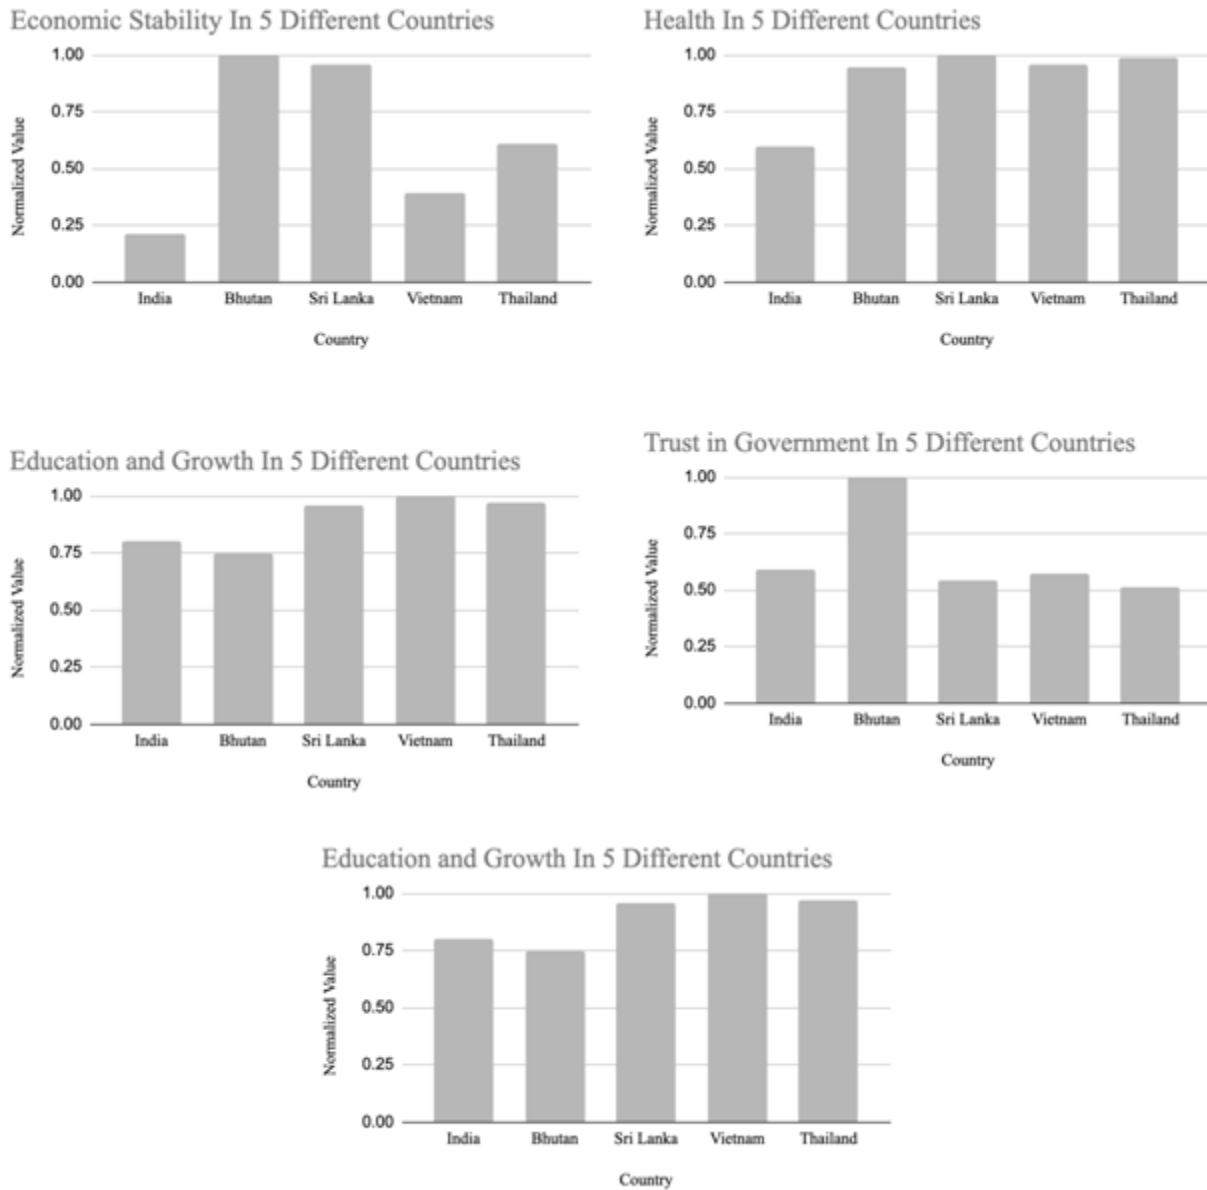 Economic Stability In 5 Different Countries
1.00
0.75
0.50
0.25
0.00
Normalized Value
India Bhutan Sri Lanka Vietnam Thailand
Country
Health In 5 Different Countries
1.00
0.75
0.50
0.25
0.00
Normalized Value
India Bhutan Sri Lanka Vietnam Thailand
Country
Education and Growth In 5 Different Countries
1.00
0.75
0.50
0.25
0.00
Normalized Value
India Bhutan Sri Lanka Vietnam Thailand
Country
Trust in Government In 5 Different Countries
1.00
0.75
0.50
0.25
0.00
Normalized Value
India Bhutan Sri Lanka Vietnam Thailand
Country
Education and Growth In 5 Different Countries
1.00
0.75
0.50
0.25
0.00
Normalized Value
India Bhutan Sri Lanka Vietnam Thailand
Country